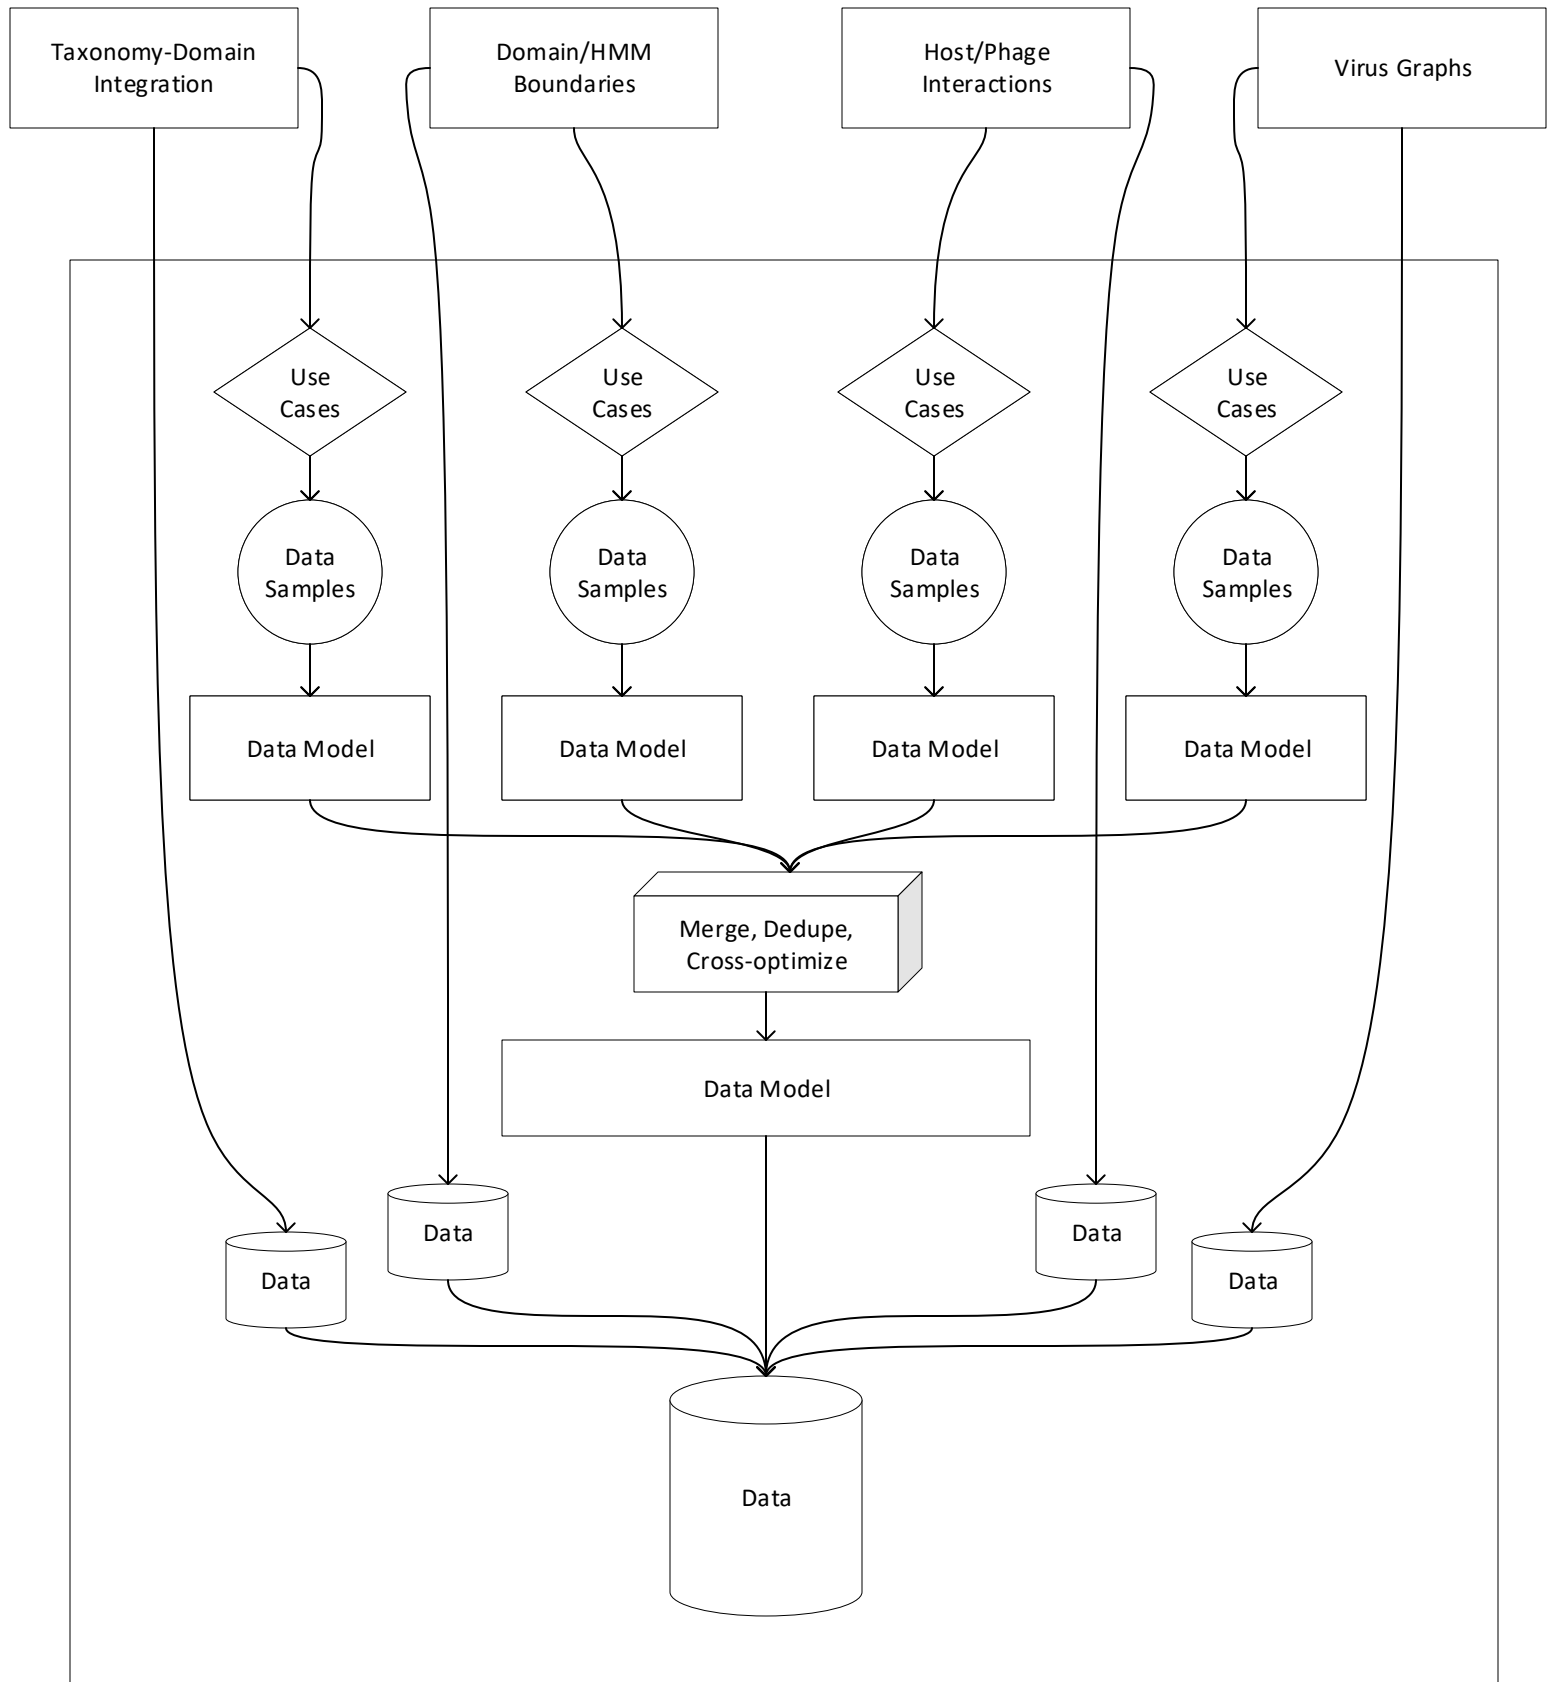 Taxonomy-Domain
Integration
Domain/HMM
Boundaries
Host/Phage
Interactions
Virus Graphs
Use
Cases
Use
Cases
Use
Cases
Use
Cases
Data
Samples
Data
Samples
Data
Samples
Data
Samples
Data Model
Data Model
Data Model
Data Model
Merge, Dedupe,
Cross-optimize
Data Model
Data
Data
Data
Data
Data